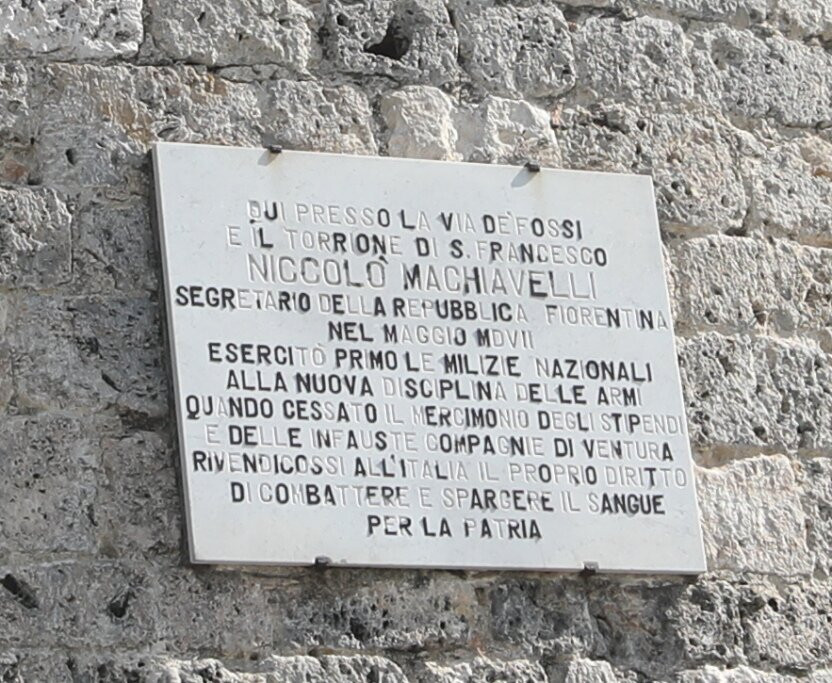 QUI PRESSO LA VIA DE' FOSSI
E IL TORRIONE DI S. FRANCESCO
NICCOLÒ MACHIAVELLI
SEGRETARIO DELLA REPUBBLICA FIORENTINA
NEL MAGGIO MDVII
ESERCITÒ PRIMO LE MILIZIE NAZIONALI
ALLA NUOVA DISCIPLINA DELLE ARMI
QUANDO CESSATO IL MERCIMONIO DEGLI STIPENDI
E DELLE INFAUSTE COMPAGNIE DI VENTURA
RIVENDICOSSI ALL'ITALIA IL PROPRIO DIRITTO
DI COMBATTERE E SPARGERE IL SANGUE
PER LA PATRIA